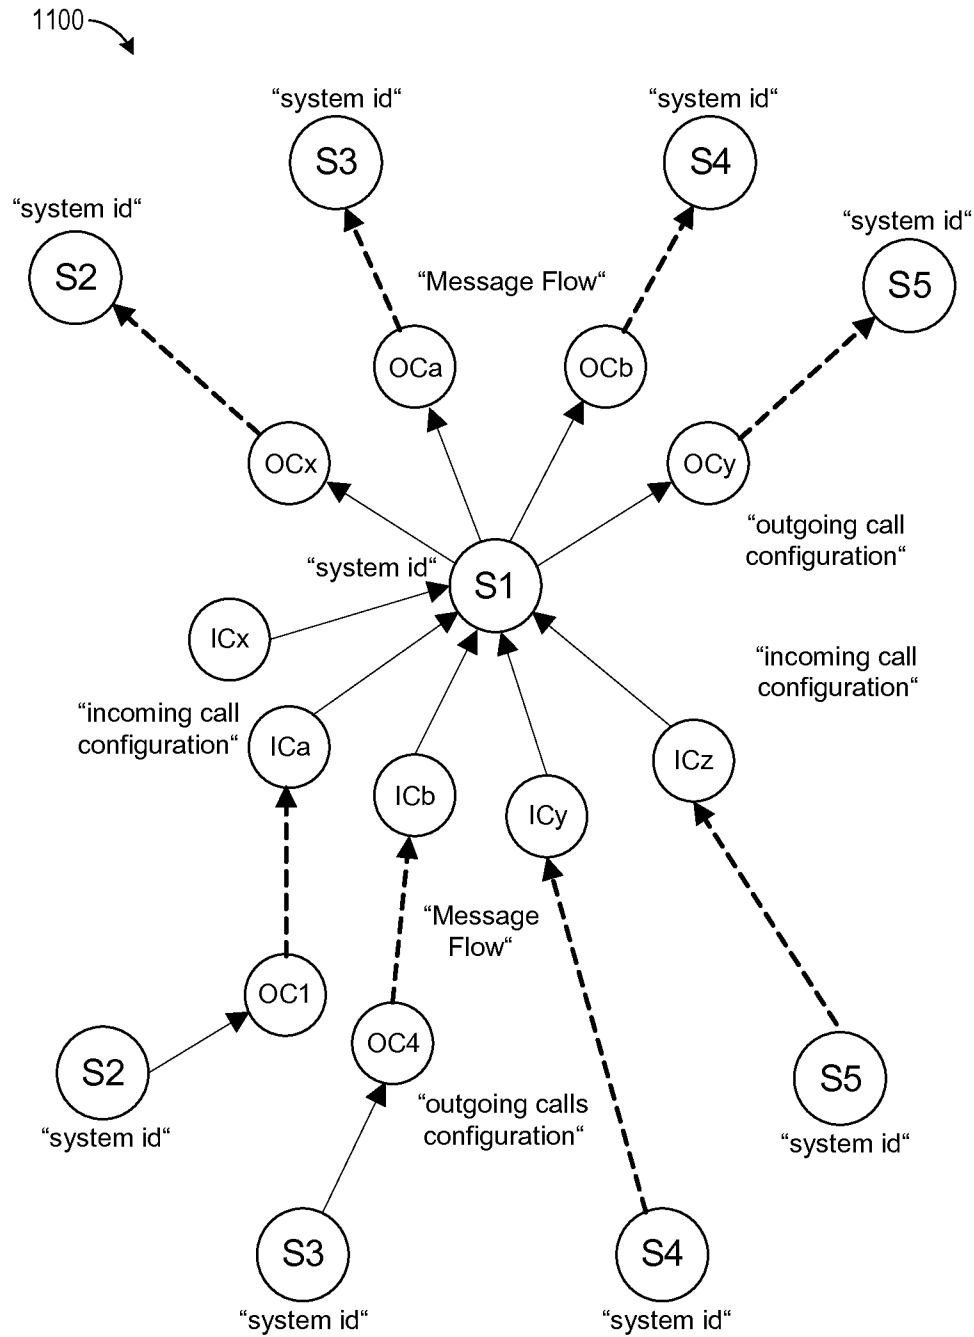 1100
“system id“
“system id“
S3
S4
“system id“
“system id“
S2
“Message Flow“
S5
OCa
OCb
OCx
OCy
“outgoing call
configuration“
“system id“
S1
ICx
“incoming call
configuration“
“incoming call
configuration“
ICa
ICz
ICb
ICy
“Message
Flow“
OC1
OC4
S2
S5
“outgoing calls
configuration“
“system id“
“system id“
S3
S4
“system id“
“system id“